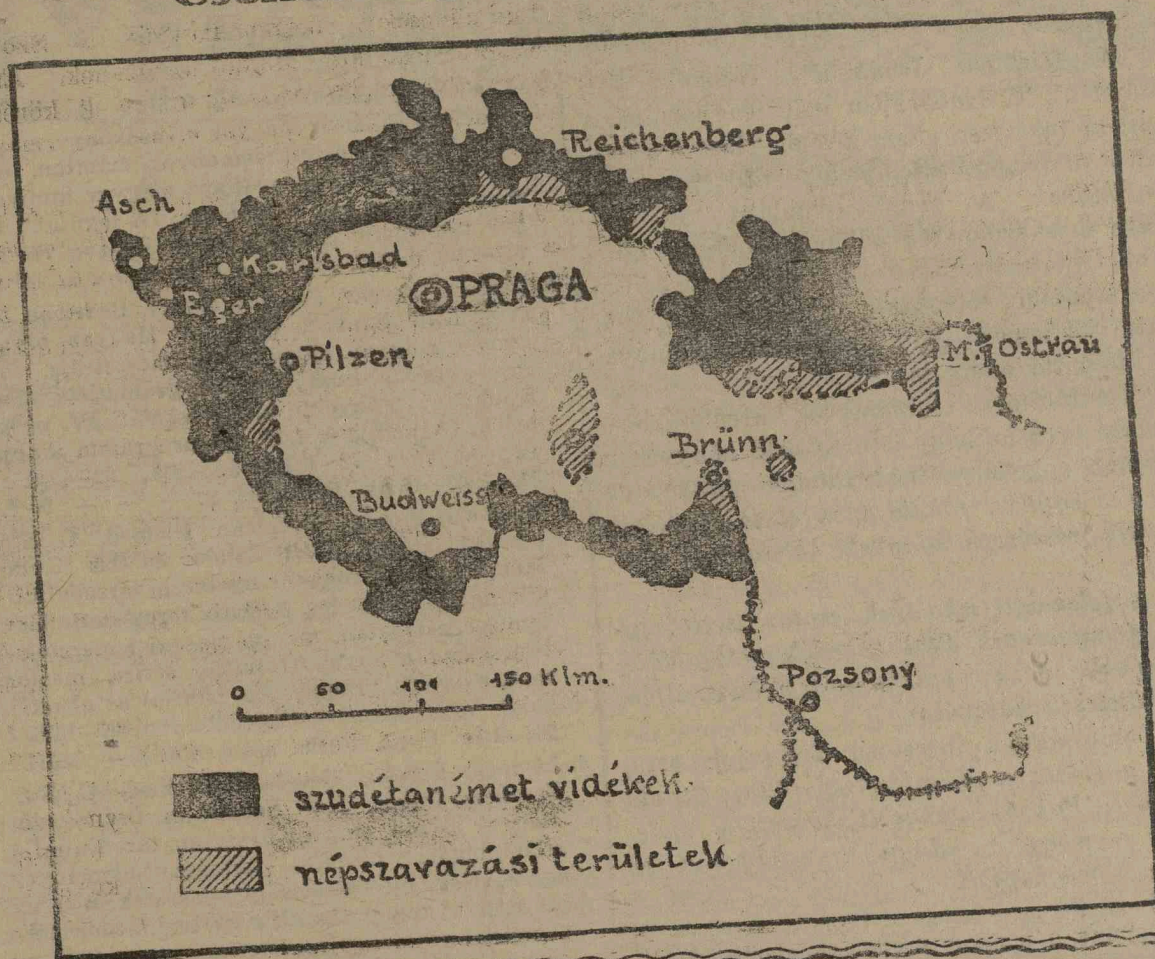 Reichenberg
Asch
Karlsbad
Eger
PRAGA
Pilzen
M. Ostrau
Brünn
Budweiss
Pozsony
0 50 100 150 Klm.
szudétanémet vidékek
népszavazási területek